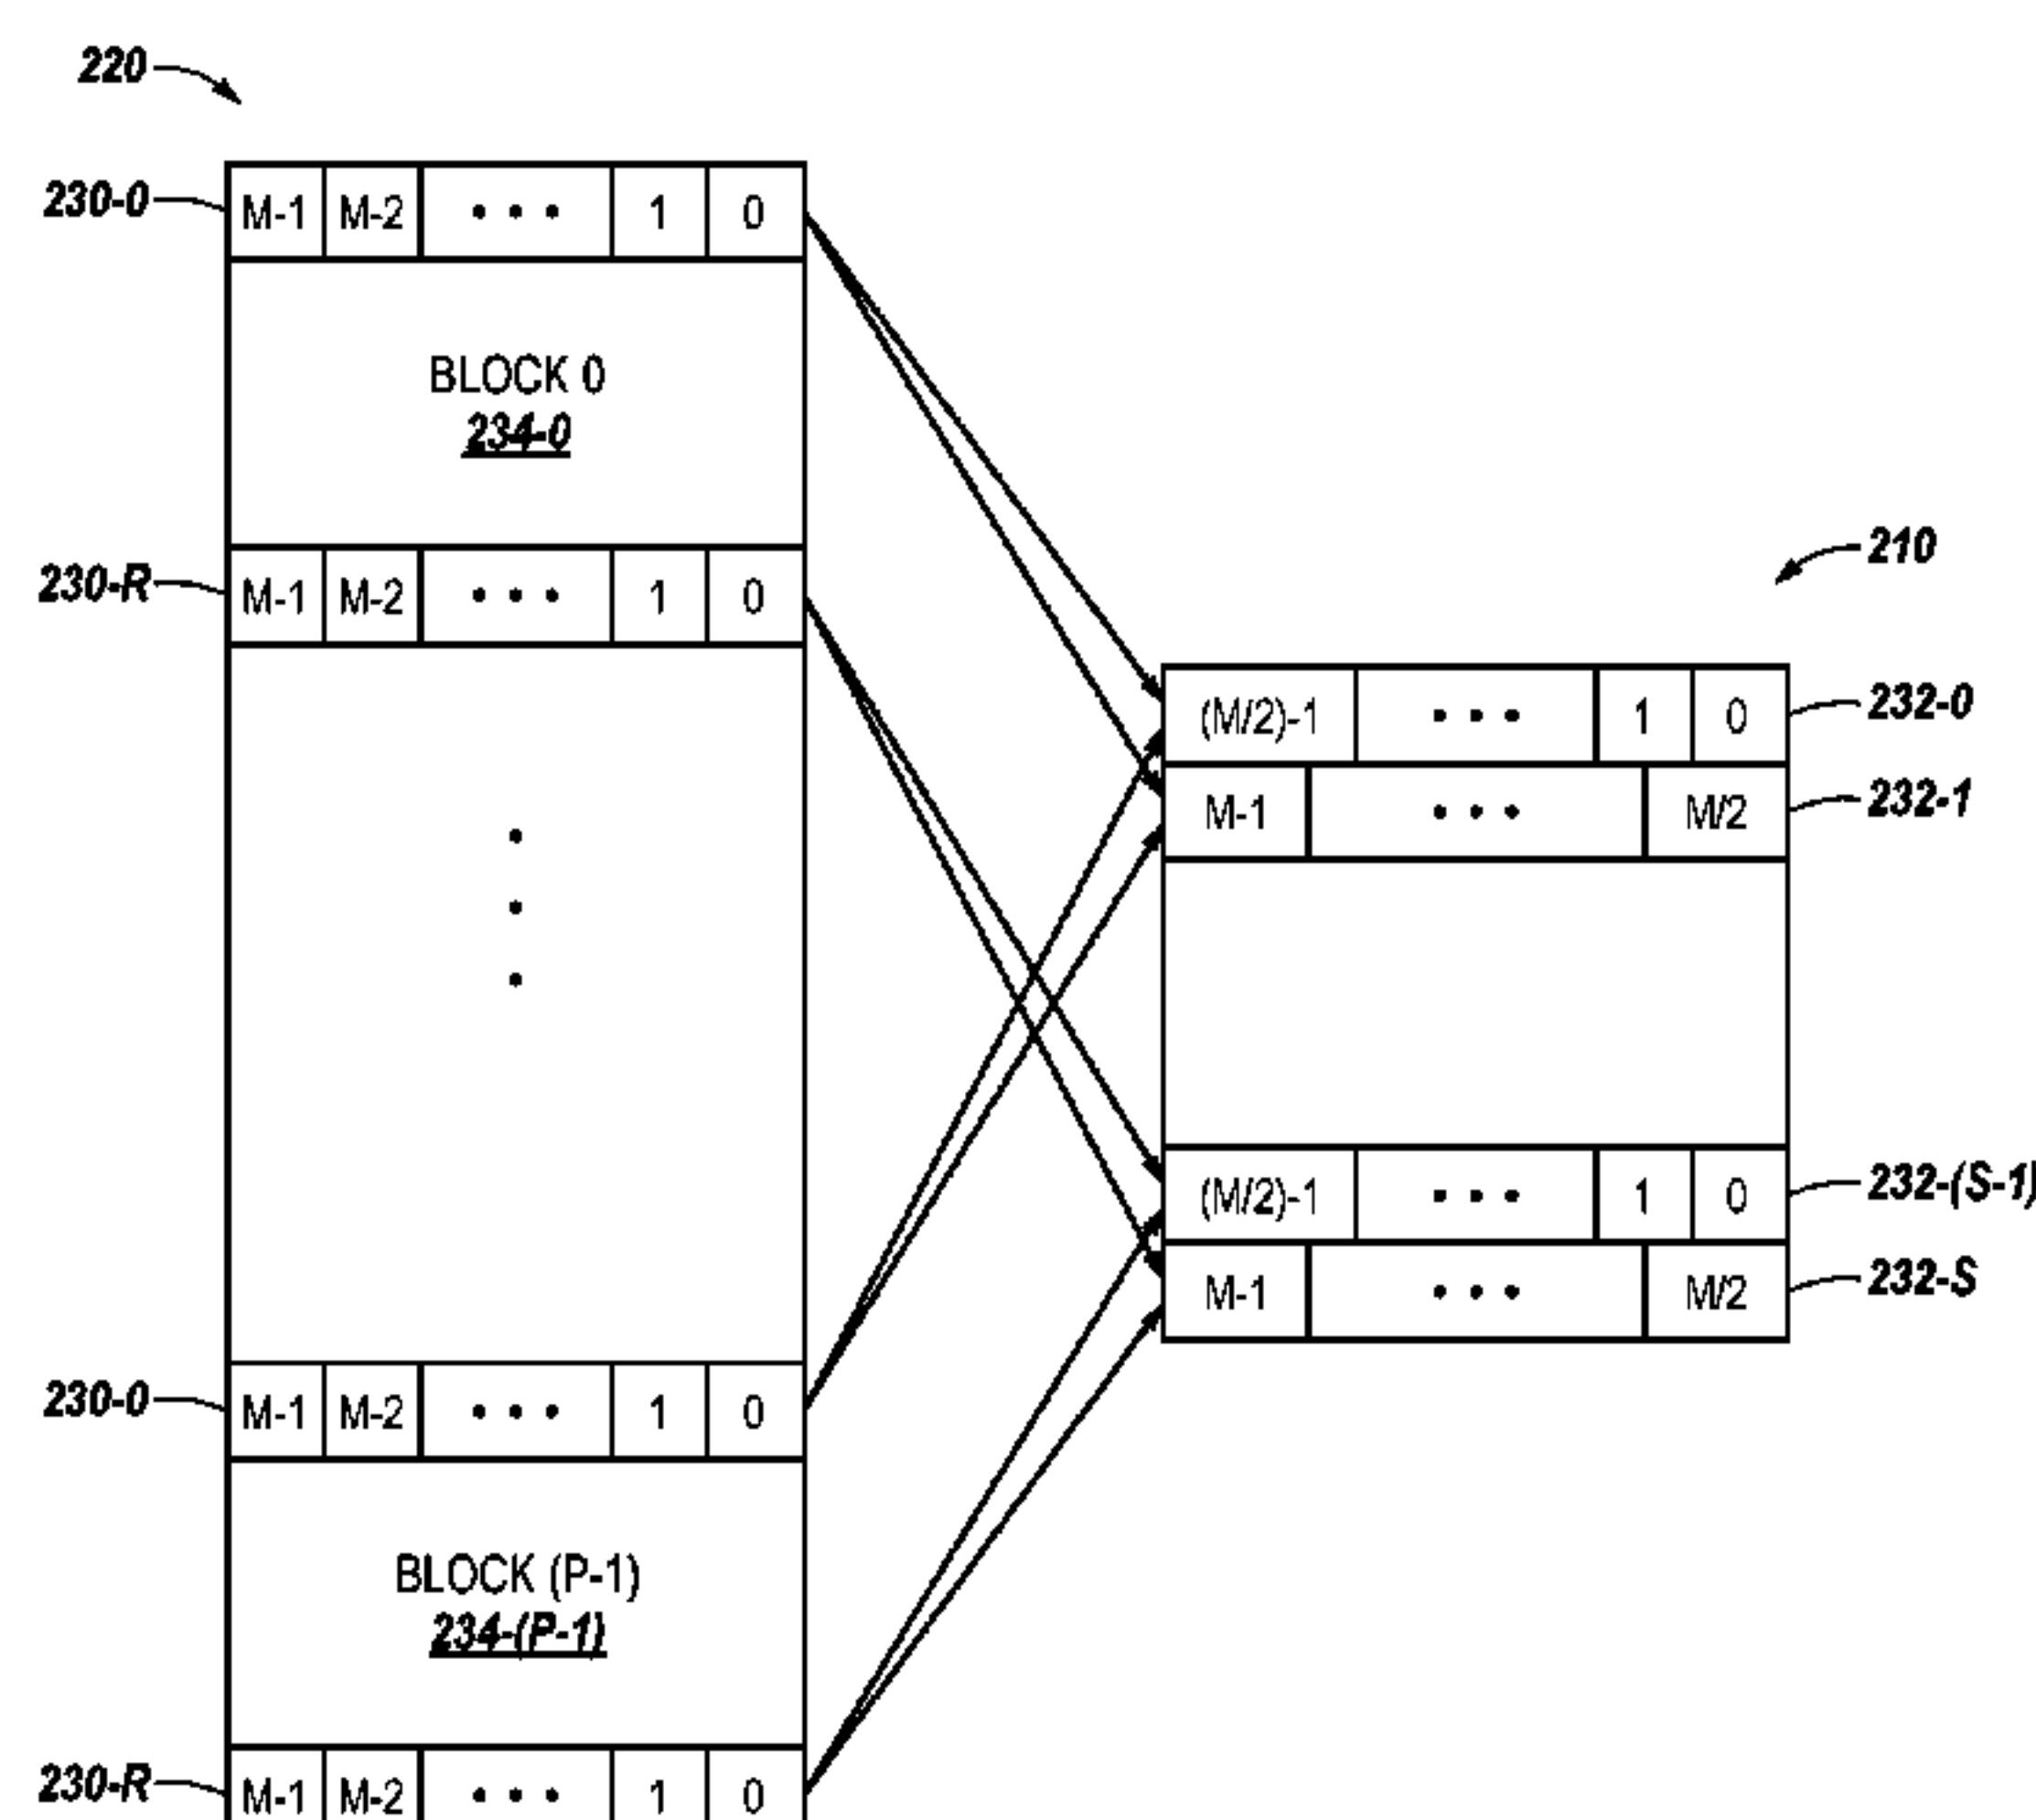 220
230-0 M-1 M-2 • • • 1 0
BLOCK 0
234-0
230-R M-1 M-2 • • • 1 0
•
•
•
230-0 M-1 M-2 • • • 1 0
BLOCK (P-1)
234-(P-1)
230-R M-1 M-2 • • • 1 0
210
(M/2)-1 • • • 1 0 232-0
M-1 • • • M/2 232-1
(M/2)-1 • • • 1 0 232-(S-1)
M-1 • • • M/2 232-S